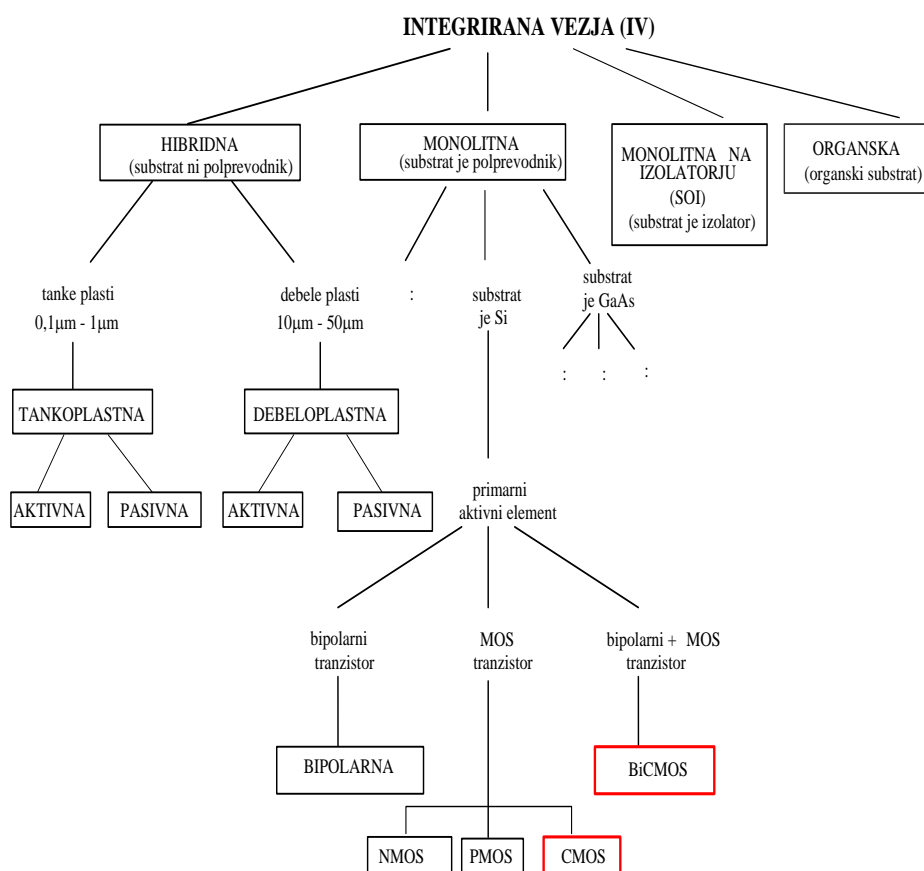 INTEGRIRANA VEZJA (IV)
HIBRIDNA
(substrat ni polprevodnik)
MONOLITNA
(substrat je polprevodnik)
MONOLITNA NA
IZOLATORJU
(SOI)
(substrat je izolator)
ORGANSKA
(organski substrat)
tanke plasti
0,1μm - 1μm
debele plasti
10μm - 50μm
:
substrat
je Si
substrat
je GaAs
: : :
TANKOPLASTNA
DEBELOPLASTNA
AKTIVNA
PASIVNA
AKTIVNA
PASIVNA
primarni
aktivni element
bipolarni
tranzistor
MOS
tranzistor
bipolarni + MOS
tranzistor
BIPOLARNA
BiCMOS
NMOS
PMOS
CMOS